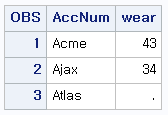 OBS AccNum wear
1 Acme 43
2 Ajax 34
3 Atlas .